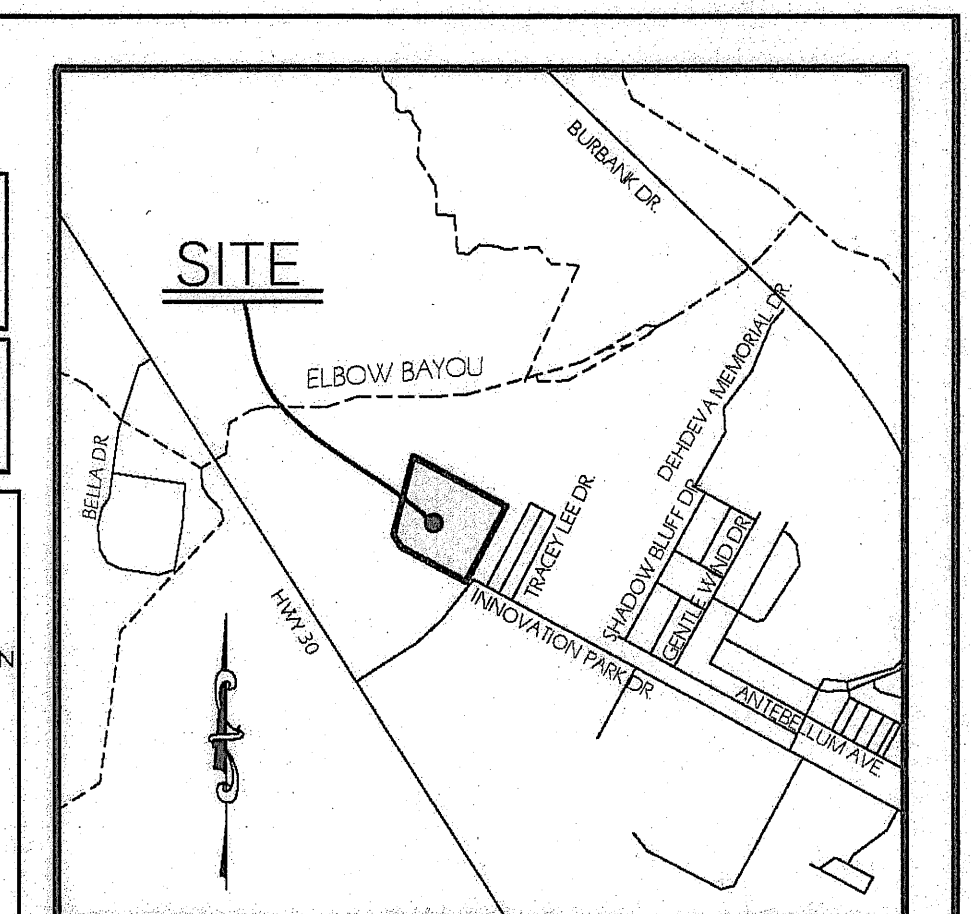 BURBANK DR.
SITE
DEHDEVA MEMORIAL DR.
ELBOW BAYOU
BELLA DR
TRACEY LEE DR.
SHADOW BLUFF DR.
GENTLE WIND DR.
HWY 30
INNOVATION PARK DR.
ANTEBELLUM AVE.
N